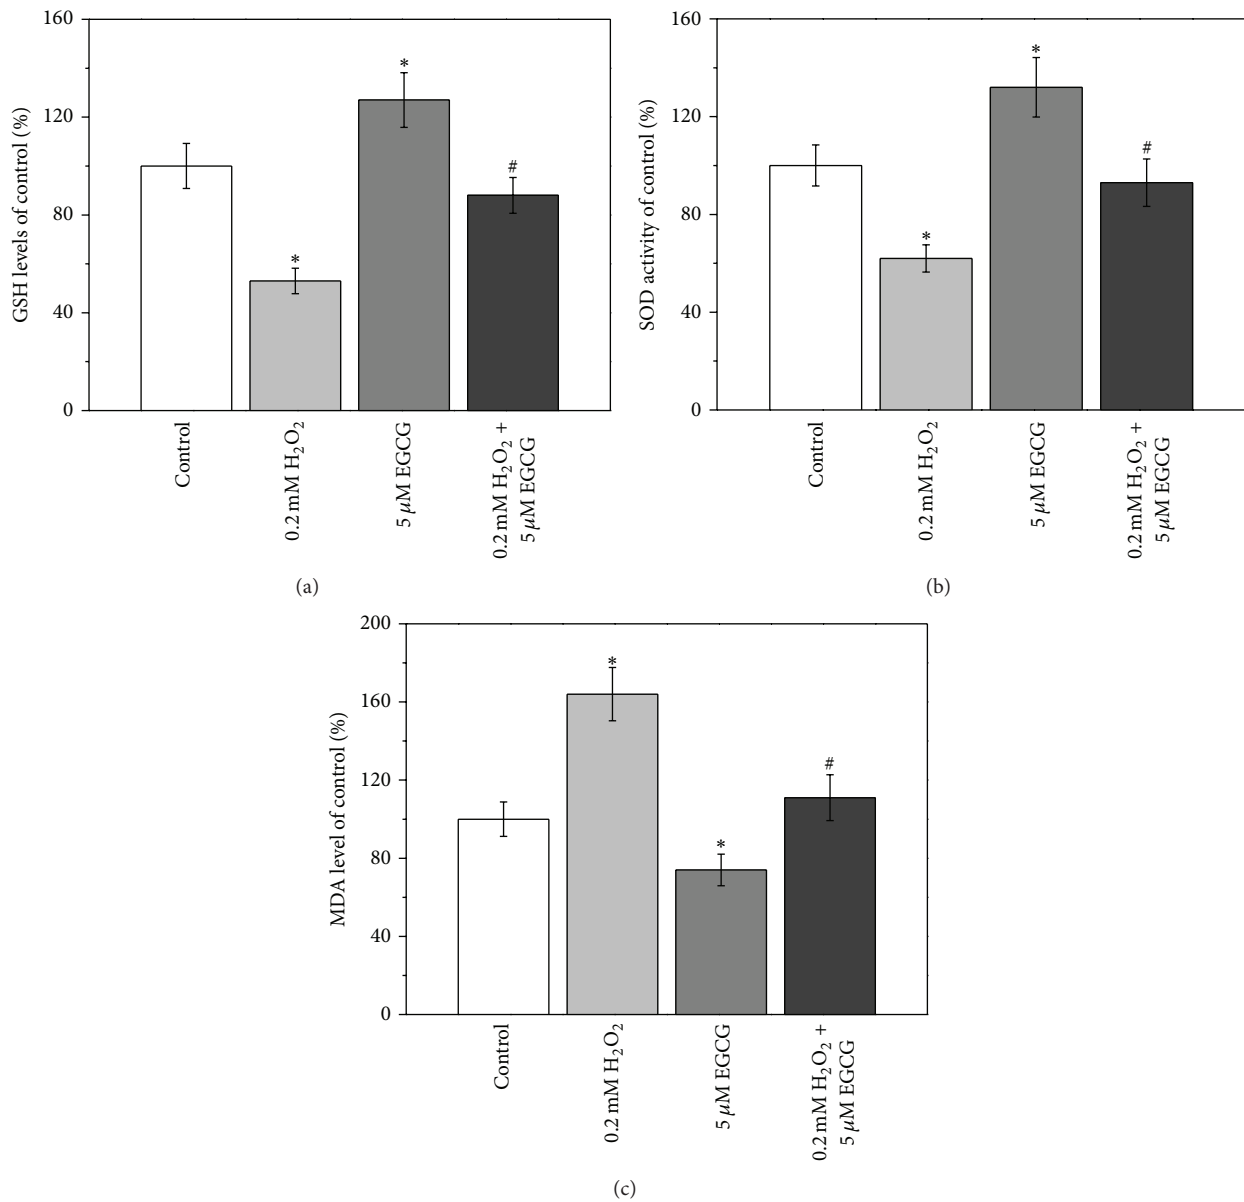 GSH levels of control (%)
160
120
80
40
0
*
*
#
Control
0.2 mM H₂O₂
5 μM EGCG
0.2 mM H₂O₂ +
5 μM EGCG
(a)
SOD activity of control (%)
160
120
80
40
0
*
*
#
Control
0.2 mM H₂O₂
5 μM EGCG
0.2 mM H₂O₂ +
5 μM EGCG
(b)
MDA level of control (%)
200
160
120
80
40
0
*
*
#
Control
0.2 mM H₂O₂
5 μM EGCG
0.2 mM H₂O₂ +
5 μM EGCG
(c)